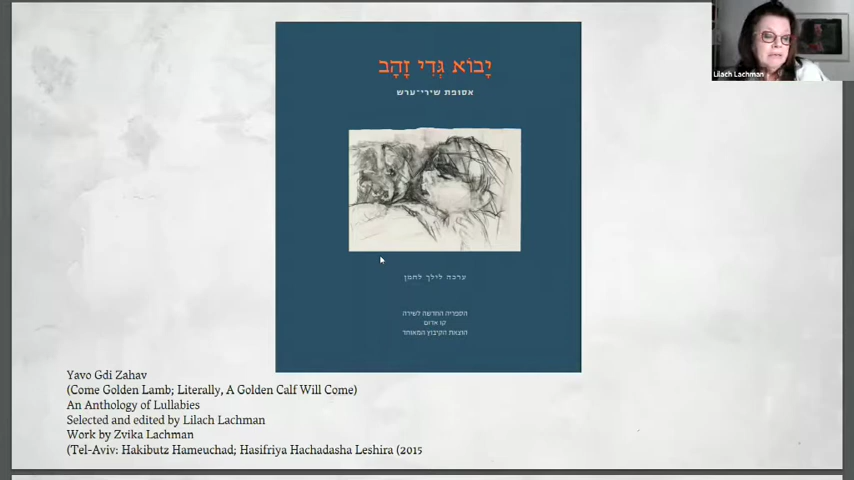 יָבוֹא גְּדִי זָהָב
אסופת שירי־ערש
ערכה לילך לחמן
הספריה החדשה לשירה
קו אדום
הוצאת הקיבוץ המאוחד
Lilach Lachman
Yavo Gdi Zahav
(Come Golden Lamb; Literally, A Golden Calf Will Come)
An Anthology of Lullabies
Selected and edited by Lilach Lachman
Work by Zvika Lachman
(Tel-Aviv: Hakibutz Hameuchad; Hasifriya Hachadasha Leshira (2015